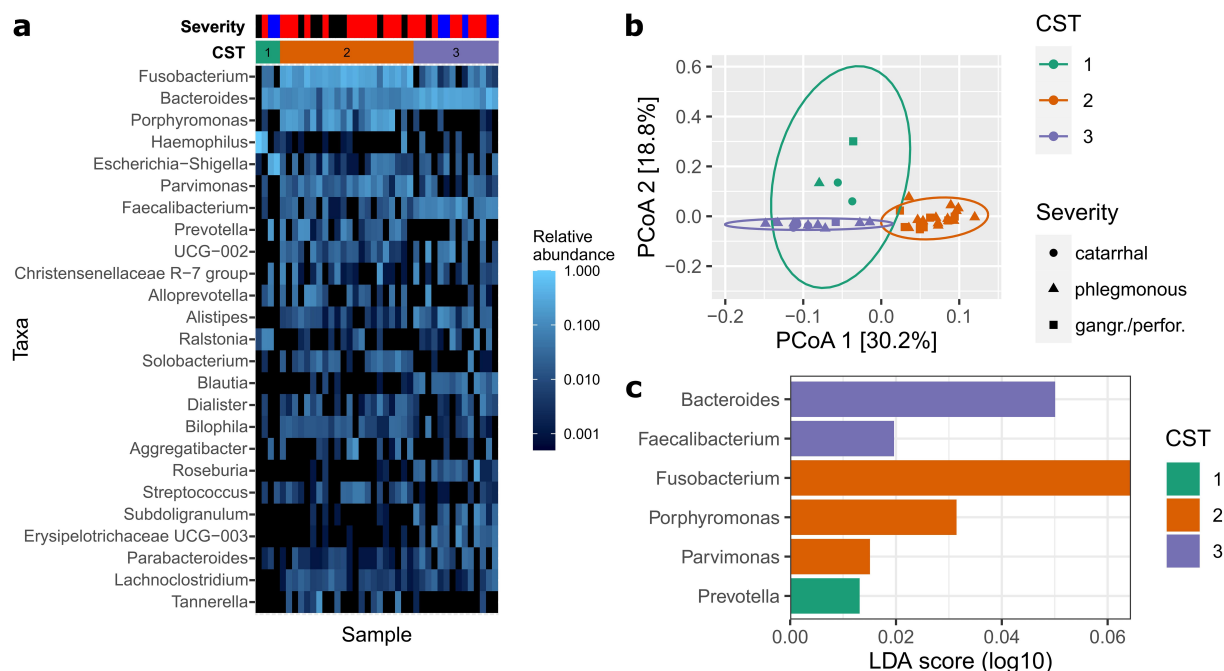 a
Severity
CST
1
2
3
Fusobacterium
Bacteroides
Porphyromonas
Haemophilus
Escherichia−Shigella
Parvimonas
Faecalibacterium
Prevotella
UCG−002
Christensenellaceae R−7 group
Alloprevotella
Alistipes
Ralstonia
Solobacterium
Blautia
Dialister
Bilophila
Aggregatibacter
Roseburia
Streptococcus
Subdoligranulum
Erysipelotrichaceae UCG−003
Parabacteroides
Lachnoclostridium
Tannerella
Taxa
Sample
Relative
abundance
1.000
0.100
0.010
0.001
b
PCoA 2 [18.8%]
0.6
0.4
0.2
0.0
−0.2
−0.2
−0.1
0.0
0.1
PCoA 1 [30.2%]
CST
1
2
3
Severity
catarrhal
phlegmonous
gangr./perfor.
c
Bacteroides
Faecalibacterium
Fusobacterium
Porphyromonas
Parvimonas
Prevotella
0.00
0.02
0.04
0.06
LDA score (log10)
CST
1
2
3